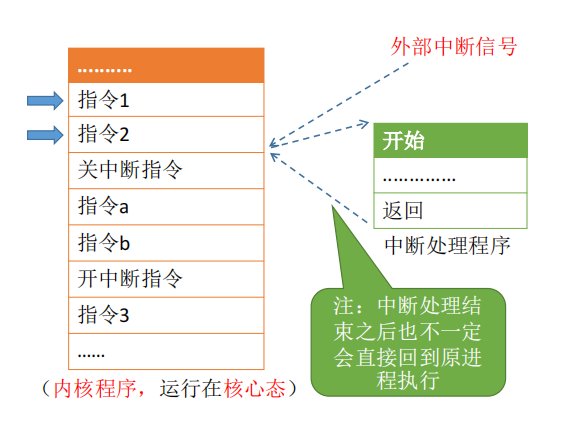 外部中断信号
..........
指令1
指令2
关中断指令
指令a
指令b
开中断指令
指令3
......
（内核程序，运行在核心态）
开始
..............
返回
中断处理程序
注：中断处理结
束之后也不一定
会直接回到原进
程执行